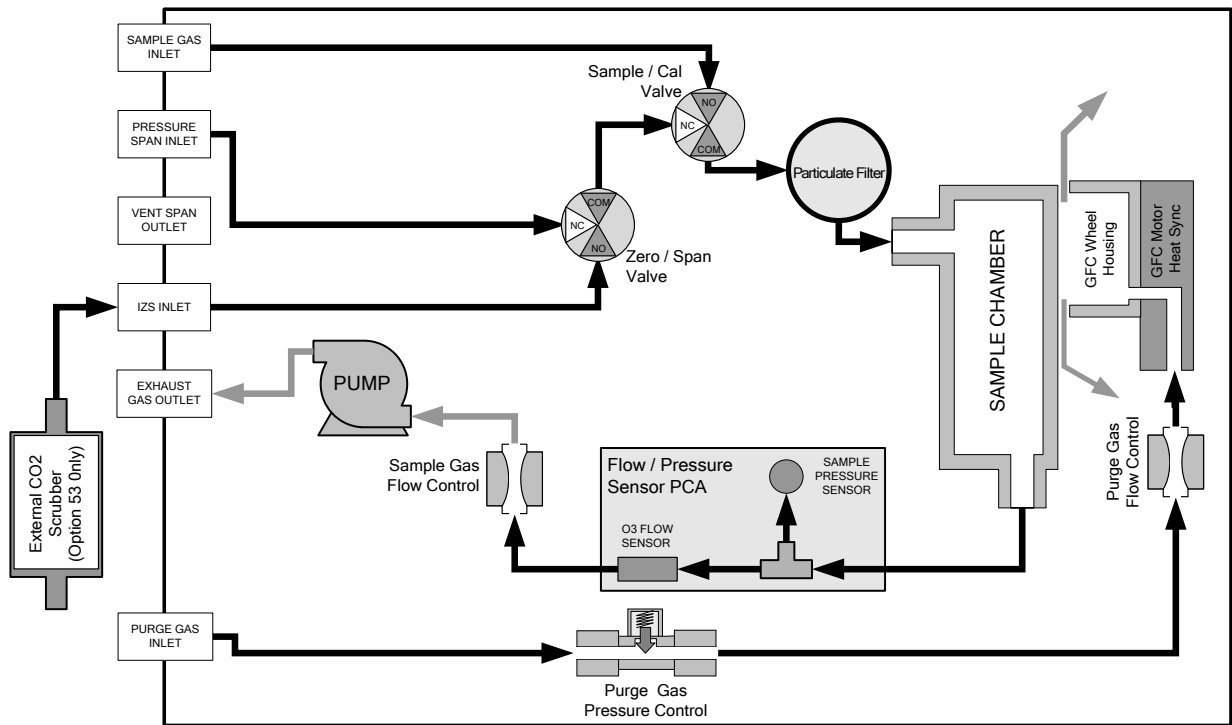 SAMPLE GAS
INLET
PRESSURE
SPAN INLET
VENT SPAN
OUTLET
IZS INLET
EXHAUST
GAS OUTLET
PURGE GAS
INLET
External CO2
Scrubber
(Option 53 0nly)
Sample / Cal
Valve
NO
NC
COM
COM
NC
NO
Zero / Span
Valve
Particulate Filter
SAMPLE CHAMBER
GFC Wheel
Housing
GFC Motor
Heat Sync
PUMP
Sample Gas
Flow Control
Flow / Pressure
Sensor PCA
SAMPLE
PRESSURE
SENSOR
O3 FLOW
SENSOR
Purge Gas
Flow Control
Purge Gas
Pressure Control